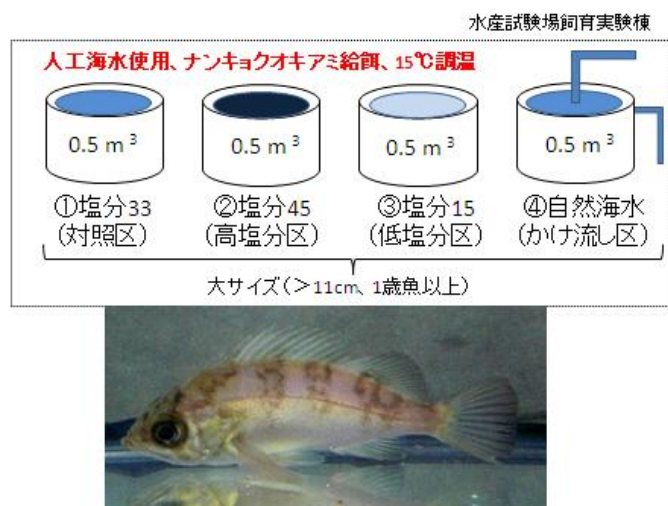 水産試験場飼育実験棟
人工海水使用、ナンキョクオキアミ給餌、15℃調温
0.5 m³ 0.5 m³ 0.5 m³ 0.5 m³
①塩分33 ②塩分45 ③塩分15 ④自然海水
(対照区) (高塩分区) (低塩分区) (かけ流し区)
大サイズ(＞11cm、1歳魚以上)